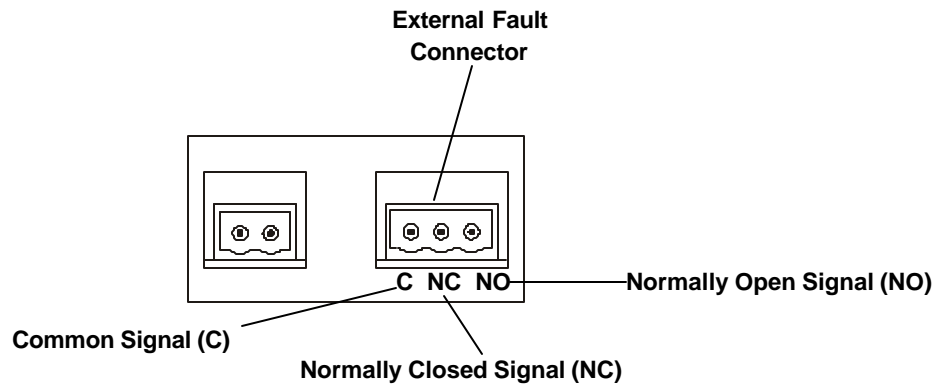 External Fault
Connector
C NC NO
Normally Open Signal (NO)
Common Signal (C)
Normally Closed Signal (NC)